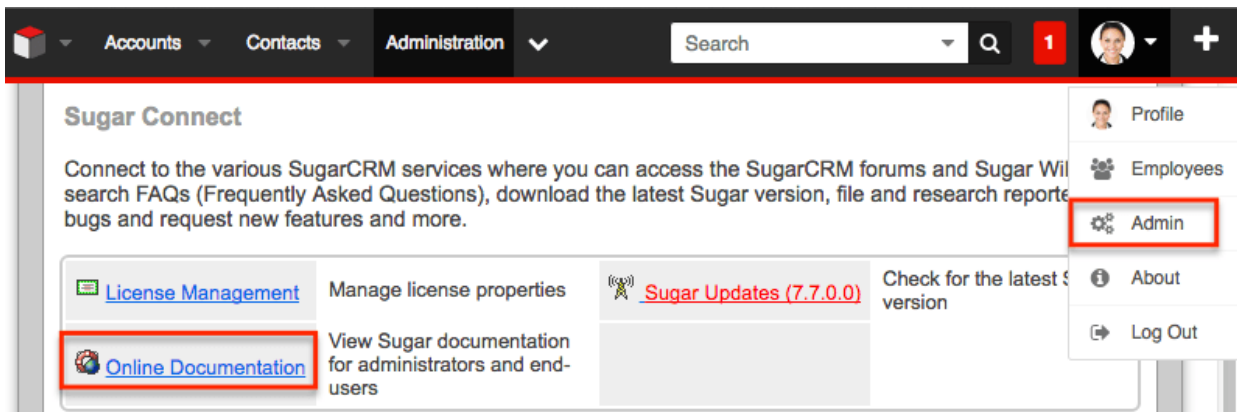 Accounts Contacts Administration Search 1
Sugar Connect
Connect to the various SugarCRM services where you can access the SugarCRM forums and Sugar Wi
search FAQs (Frequently Asked Questions), download the latest Sugar version, file and research reporte
bugs and request new features and more.
Profile
Employees
Admin
About
Log Out
License Management
Manage license properties
Sugar Updates (7.7.0.0)
Check for the latest S
version
Online Documentation
View Sugar documentation
for administrators and end-
users